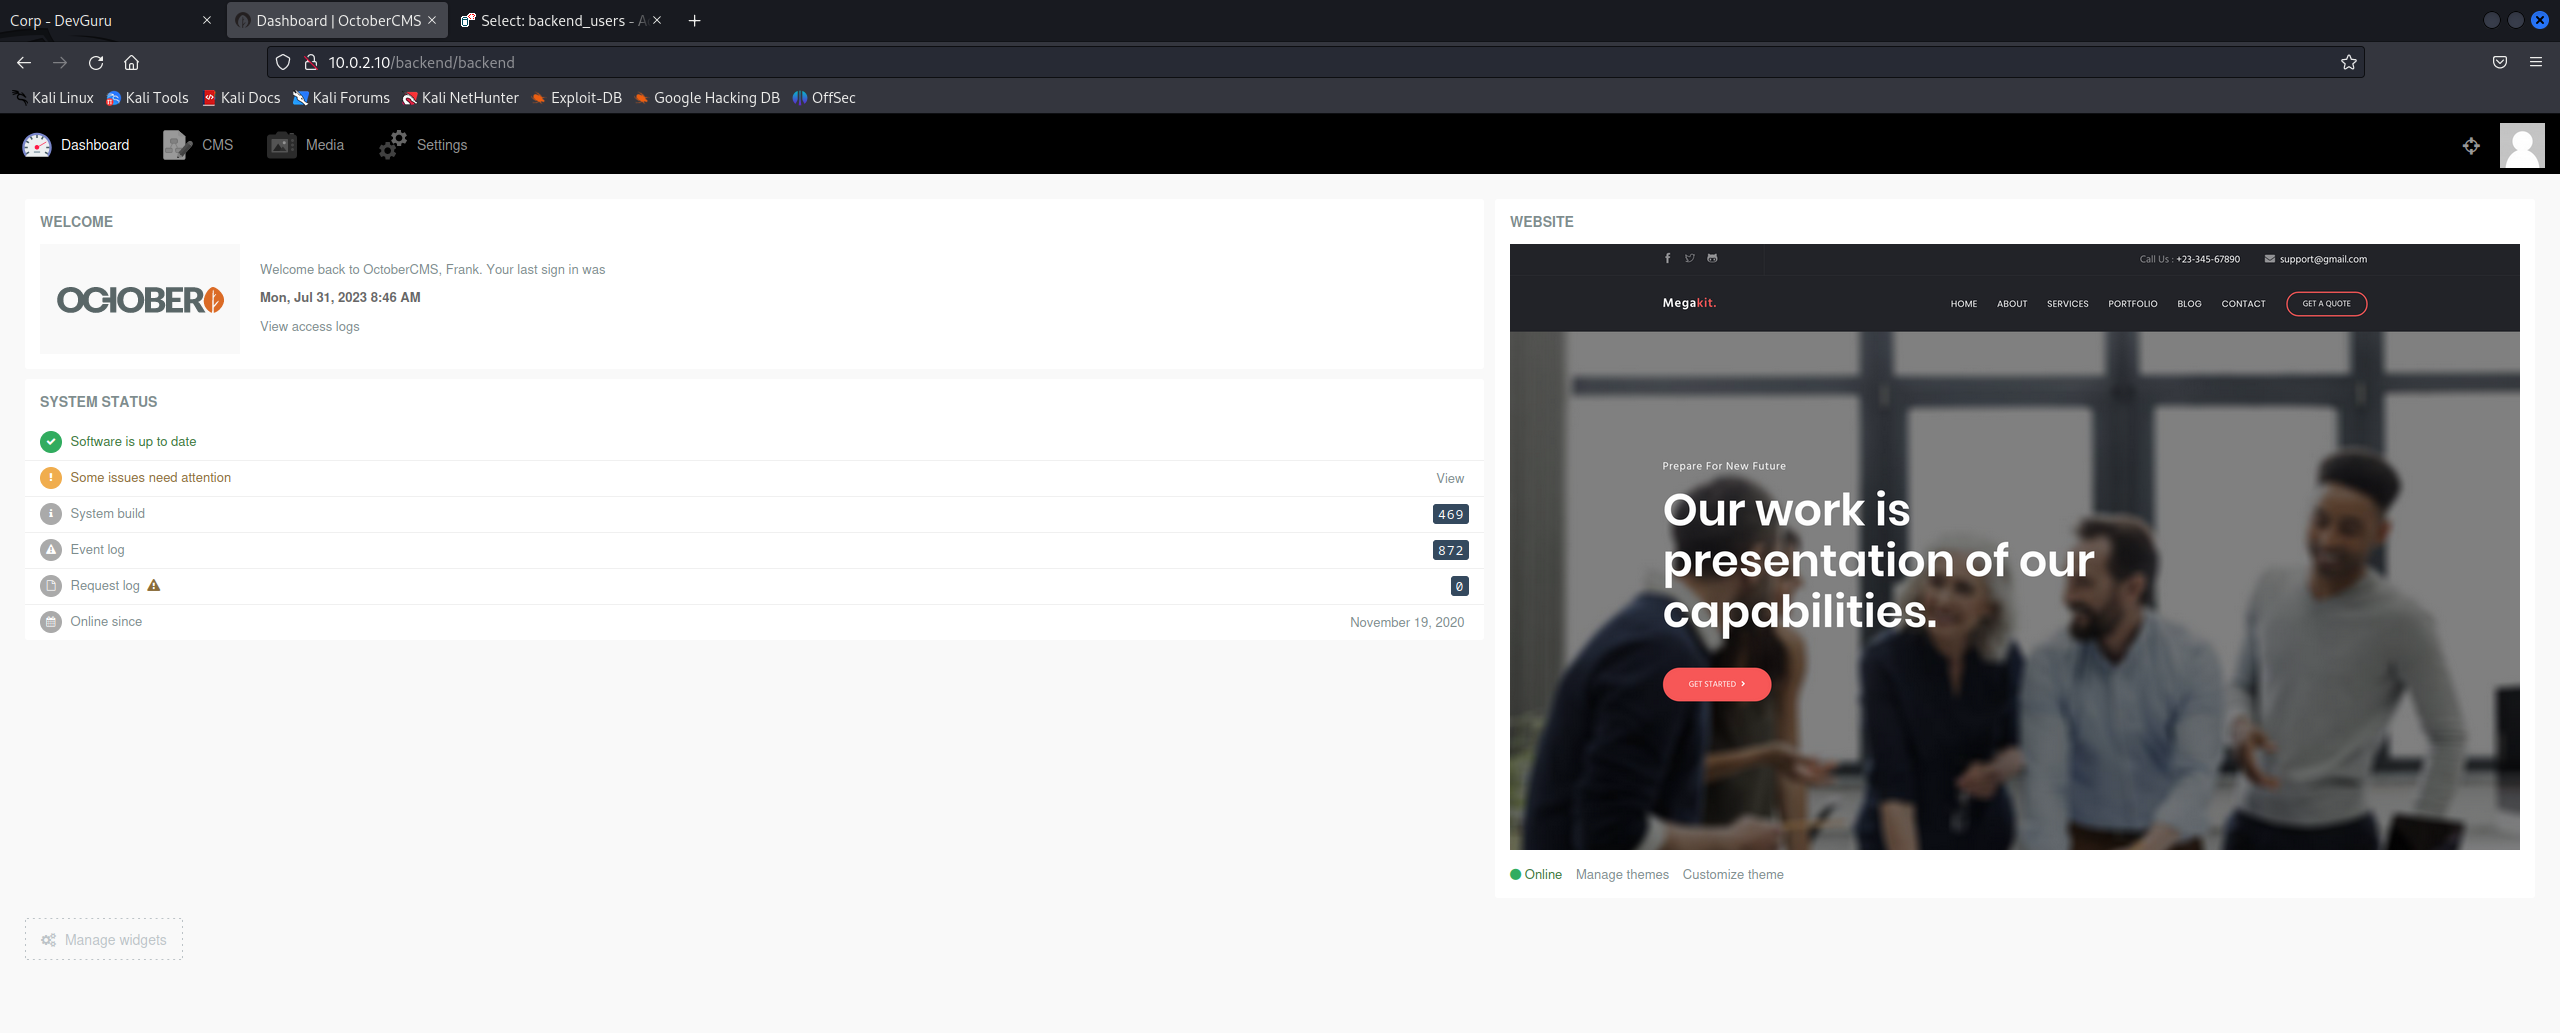 Corp - DevGuru
Dashboard | OctoberCMS
Select: backend_users - A
10.0.2.10/backend/backend
Kali Linux Kali Tools Kali Docs Kali Forums Kali NetHunter Exploit-DB Google Hacking DB OffSec
Dashboard CMS Media Settings
WELCOME
OCTOBER
Welcome back to OctoberCMS, Frank. Your last sign in was
Mon, Jul 31, 2023 8:46 AM
View access logs
SYSTEM STATUS
Software is up to date
Some issues need attention View
System build 469
Event log 872
Request log 0
Online since November 19, 2020
Manage widgets
WEBSITE
Call Us : +23-345-67890 support@gmail.com
Megakit.
HOME ABOUT SERVICES PORTFOLIO BLOG CONTACT GET A QUOTE
Prepare For New Future
Our work is
presentation of our
capabilities.
GET STARTED
Online Manage themes Customize theme